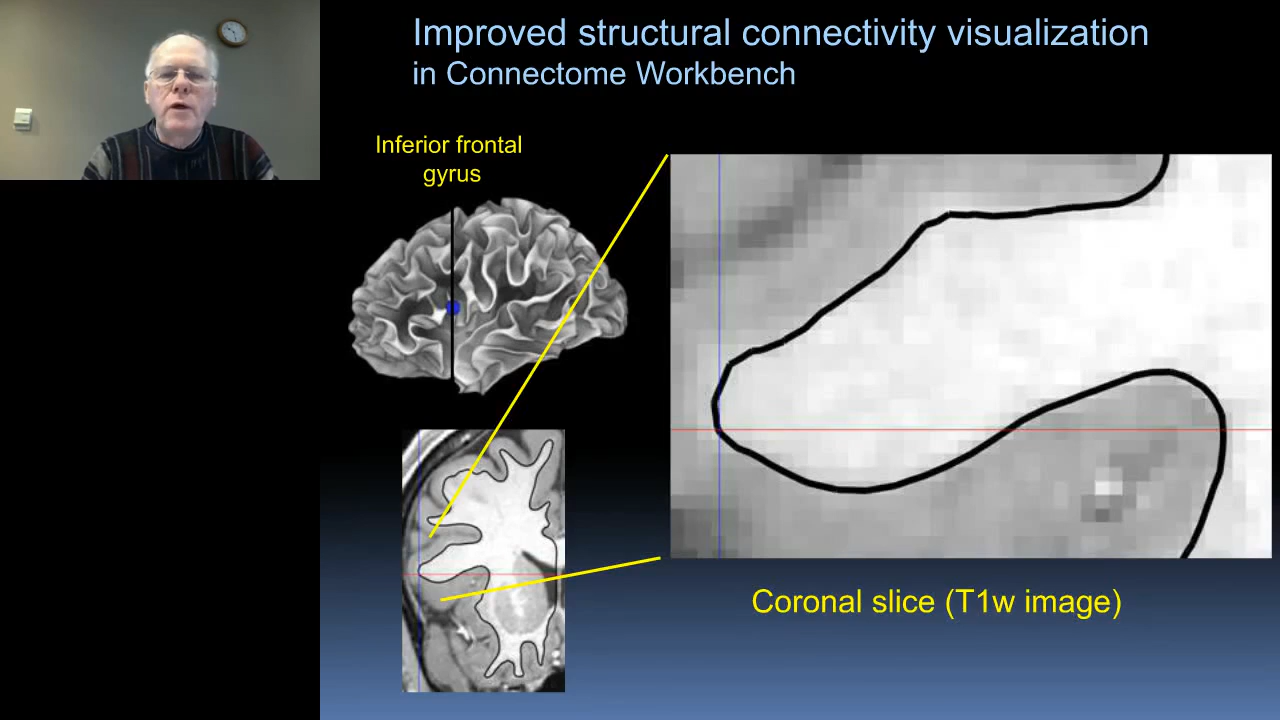 Improved structural connectivity visualization
in Connectome Workbench
Inferior frontal
gyrus
Coronal slice (T1w image)